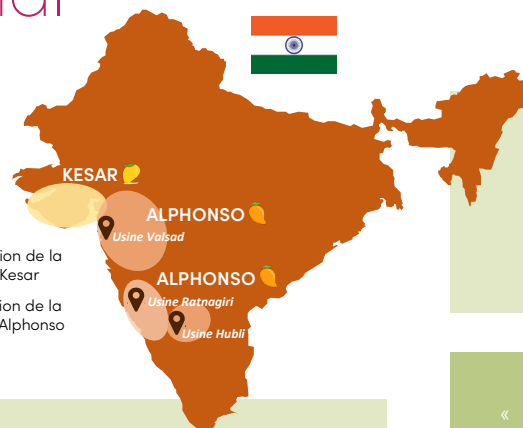 KESAR
ALPHONSO
Usine Valsad
ion de la
Kesar
ALPHONSO
ion de la
Alphonso
Usine Ratnagiri
Usine Hubli
«